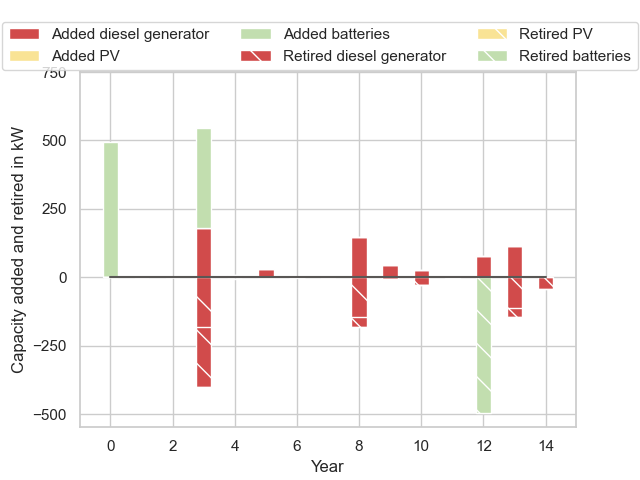 Added diesel generator Added batteries Retired PV
Added PV Retired diesel generator Retired batteries
750
500
250
0
−250
−500
Capacity added and retired in kW
0 2 4 6 8 10 12 14
Year